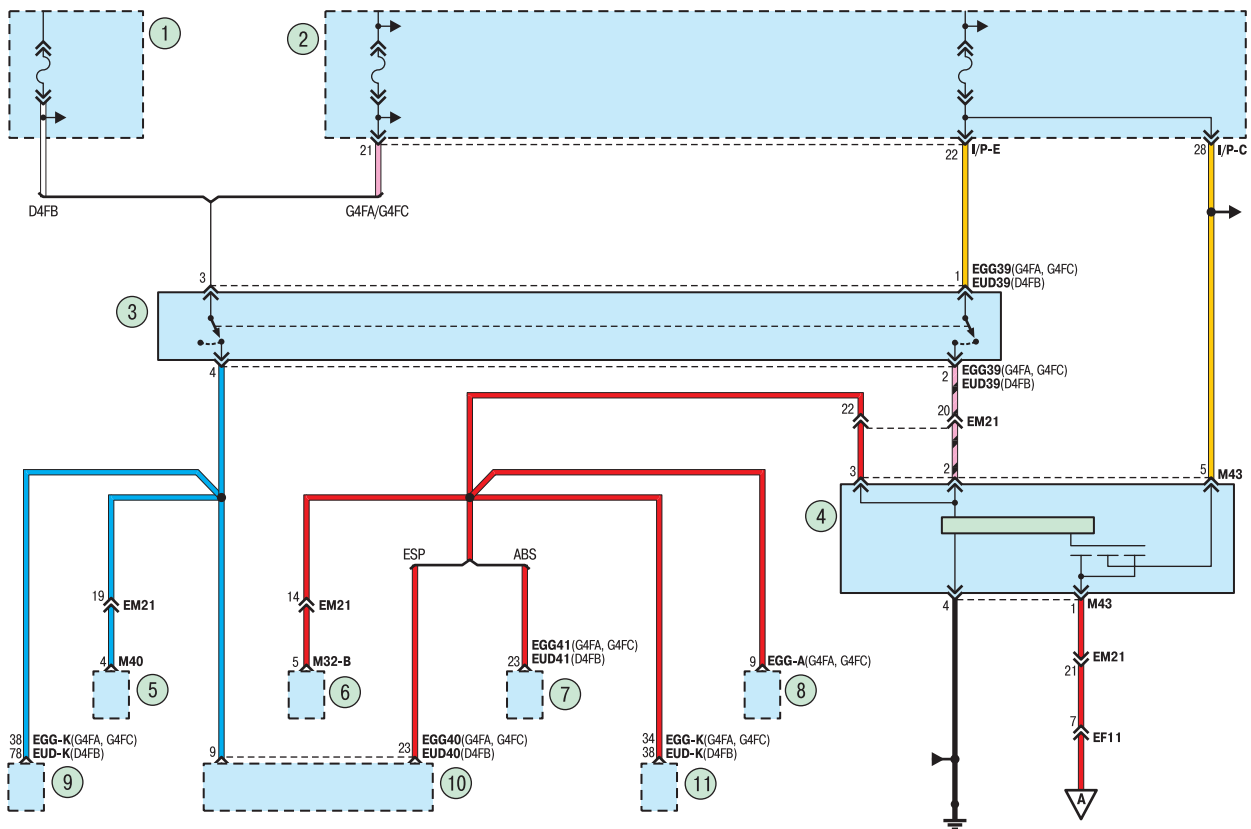 1
2
21
22
I/P-E
28
I/P-C
D4FB
G4FA/G4FC
3
1
EGG39(G4FA, G4FC)
EUD39(D4FB)
3
4
2
EGG39(G4FA, G4FC)
EUD39(D4FB)
22
20
EM21
3
2
5
M43
4
ESP
ABS
19
EM21
14
EM21
4
1
M43
4
M40
5
5
M32-B
6
EGG41(G4FA, G4FC)
23
EUD41(D4FB)
7
9
EGG-A(G4FA, G4FC)
8
EM21
21
7
EF11
38
EGG-K(G4FA, G4FC)
78
EUD-K(D4FB)
9
9
23
EGG40(G4FA, G4FC)
EUD40(D4FB)
10
34
EGG-K(G4FA, G4FC)
38
EUD-K(D4FB)
11
A